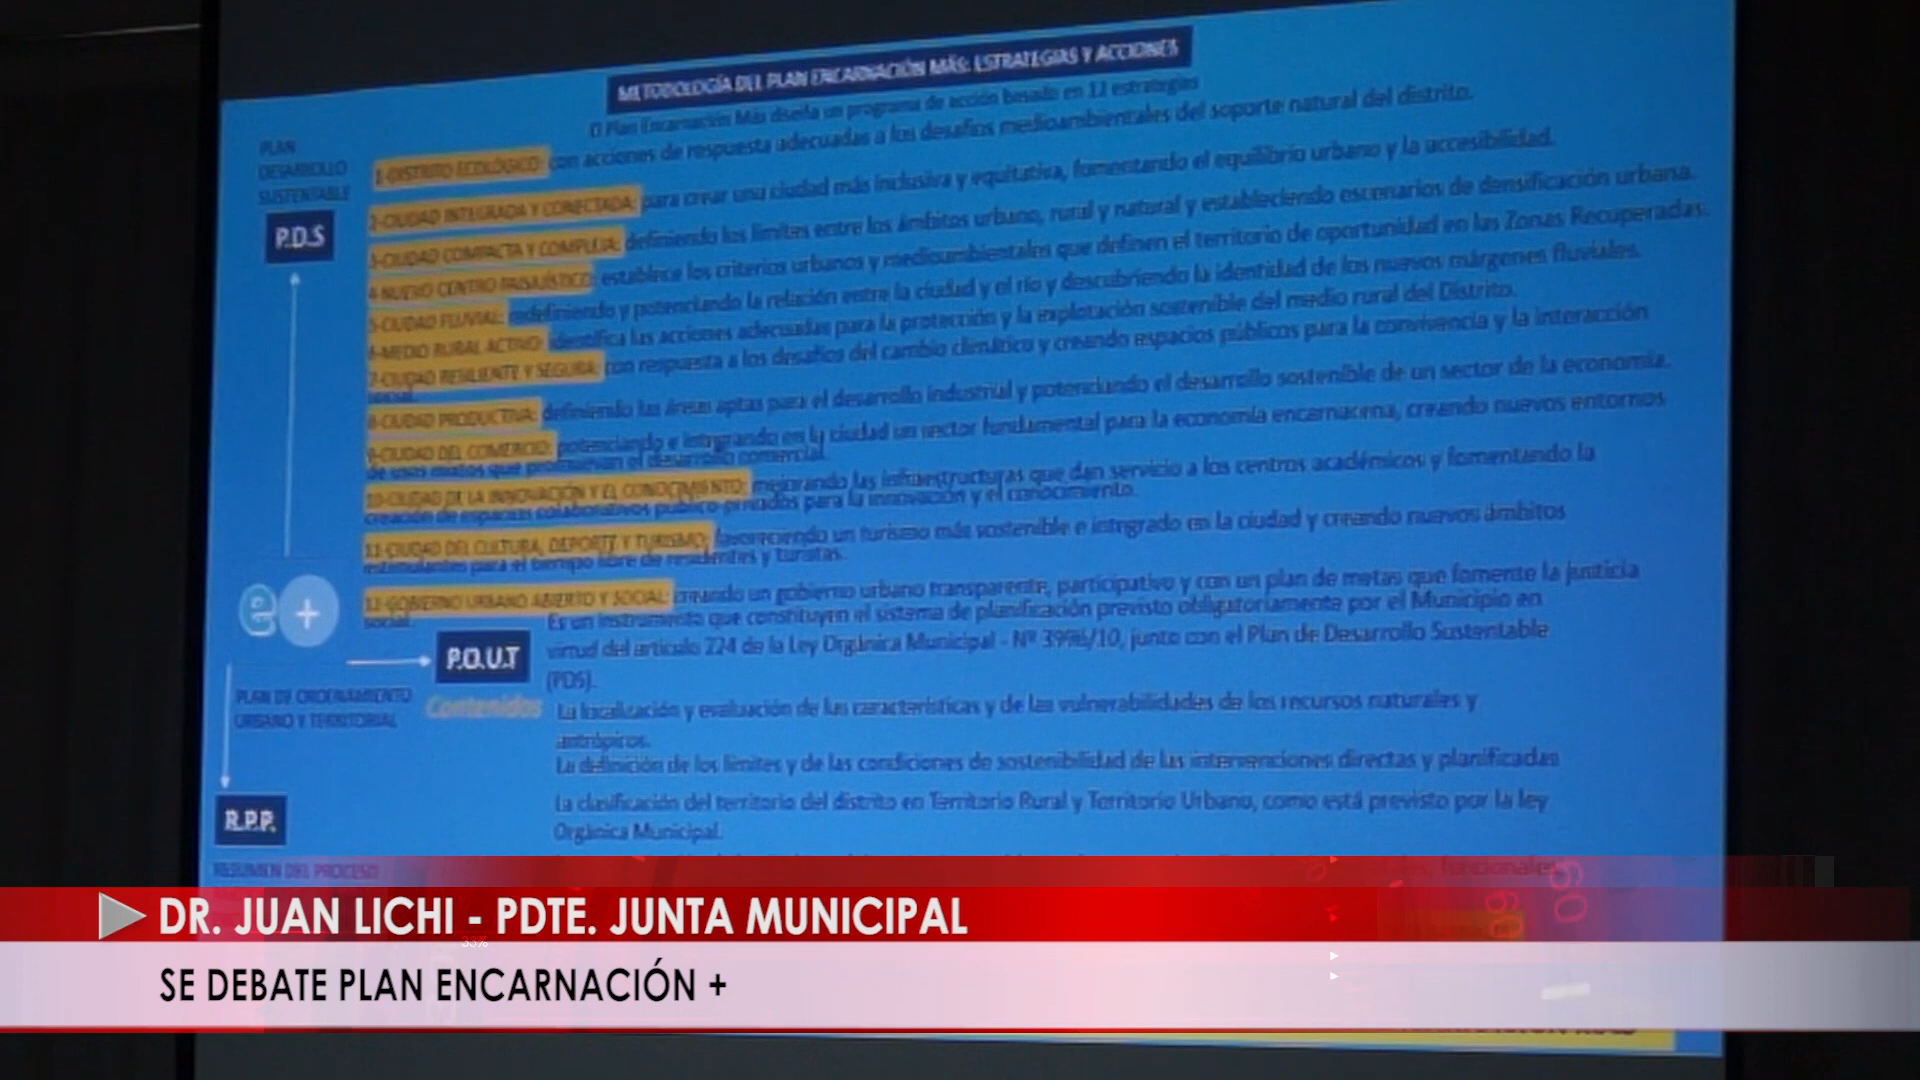 METODOLOGÍA DEL PLAN ENCARNACIÓN MÁS: ESTRATEGIAS Y ACCIONES
El Plan Encarnación Más diseña un programa de acción basado en 12 estrategias
PLAN
DESARROLLO
SUSTENTABLE
P.D.S
1-DISTRITO ECOLÓGICO: con acciones de respuesta adecuadas a los desafíos medioambientales del soporte natural del distrito.
2-CIUDAD INTEGRADA Y CONECTADA: para crear una ciudad más inclusiva y equitativa, fomentando el equilibrio urbano y la accesibilidad.
3-CIUDAD COMPACTA Y COMPLEJA: definiendo los límites entre los ámbitos urbano, rural y natural y estableciendo escenarios de densificación urbana.
4-NUEVO CENTRO PAISAJÍSTICO: establece los criterios urbanos y medioambientales que definen el territorio de oportunidad en las Zonas Recuperadas.
5-CIUDAD FLUVIAL: redefiniendo y potenciando la relación entre la ciudad y el río y descubriendo la identidad de los nuevos márgenes fluviales.
6-MEDIO RURAL ACTIVO: identifica las acciones adecuadas para la protección y la explotación sostenible del medio rural del Distrito.
7-CIUDAD RESILIENTE Y SEGURA: con respuesta a los desafíos del cambio climático y creando espacios públicos para la convivencia y la interacción
social.
8-CIUDAD PRODUCTIVA: definiendo las áreas aptas para el desarrollo industrial y potenciando el desarrollo sostenible de un sector de la economía.
9-CIUDAD DEL COMERCIO: potenciando e integrando en la ciudad un sector fundamental para la economía encarnacena, creando nuevos entornos
de usos mixtos que promuevan el desarrollo comercial.
10-CIUDAD DE LA INNOVACIÓN Y EL CONOCIMIENTO: mejorando las infraestructuras que dan servicio a los centros académicos y fomentando la
creación de espacios colaborativos público-privados para la innovación y el conocimiento.
11-CIUDAD DEL CULTURA, DEPORTE Y TURISMO: favoreciendo un turismo más sostenible e integrado en la ciudad y creando nuevos ámbitos
estimulantes para el tiempo libre de residentes y turistas.
12-GOBIERNO URBANO ABIERTO Y SOCIAL: creando un gobierno urbano transparente, participativo y con un plan de metas que fomente la justicia
social.
e+
P.O.U.T
Es un instrumento que constituyen el sistema de planificación previsto obligatoriamente por el Municipio en
virtud del artículo 224 de la Ley Orgánica Municipal - Nº 3966/10, junto con el Plan de Desarrollo Sustentable
(PDS).
PLAN DE ORDENAMIENTO
URBANO Y TERRITORIAL
Contenidos
La localización y evaluación de las características y de las vulnerabilidades de los recursos naturales y
antrópicos.
La definición de los límites y de las condiciones de sostenibilidad de las intervenciones directas y planificadas
La clasificación del territorio del distrito en Territorio Rural y Territorio Urbano, como está previsto por la ley
Orgánica Municipal.
R.P.P.
RESUMEN DEL PROCESO
funcionales
DR. JUAN LICHI - PDTE. JUNTA MUNICIPAL
33%
SE DEBATE PLAN ENCARNACIÓN +